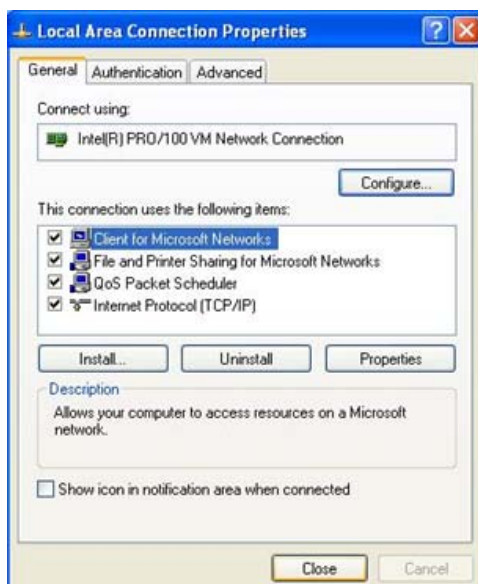 Local Area Connection Properties
General Authentication Advanced
Connect using:
Intel(R) PRO/100 VM Network Connection
Configure...
This connection uses the following items:
Client for Microsoft Networks
File and Printer Sharing for Microsoft Networks
QoS Packet Scheduler
Internet Protocol (TCP/IP)
Install... Uninstall Properties
Description
Allows your computer to access resources on a Microsoft
network.
Show icon in notification area when connected
Close Cancel